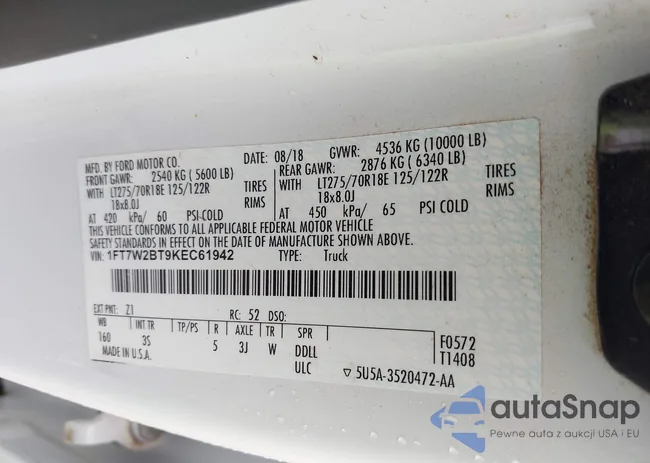 MFD. BY FORD MOTOR CO. DATE: 08/18 GVWR: 4536 KG (10000 LB)
FRONT GAWR: 2540 KG ( 5600 LB) REAR GAWR: 2876 KG ( 6340 LB)
WITH LT275/70R18E 125/122R TIRES WITH LT275/70R18E 125/122R TIRES
18x8.0J RIMS 18x8.0J RIMS
AT 420 kPa/ 60 PSI-COLD AT 450 kPa/ 65 PSI COLD
THIS VEHICLE CONFORMS TO ALL APPLICABLE FEDERAL MOTOR VEHICLE
SAFETY STANDARDS IN EFFECT ON THE DATE OF MANUFACTURE SHOWN ABOVE.
VIN: 1FT7W2BT9KEC61942 TYPE: Truck
EXT PNT: Z1 RC: 52 DSO:
WB INT TR TP/PS R AXLE TR SPR F0572
160 3S 5 3J W DDLL T1408
MADE IN U.S.A. ULC ▽ 5U5A-3520472-AA
autaSnap
Pewne auta z aukcji USA i EU